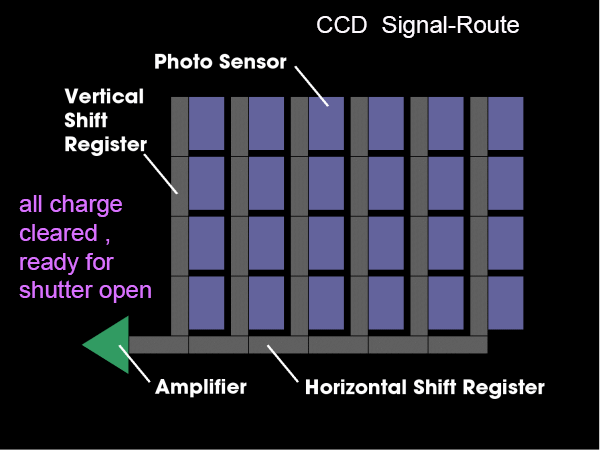 CCD Signal-Route
Photo Sensor
Vertical
Shift
Register
all charge
cleared ,
ready for
shutter open
Amplifier
Horizontal Shift Register